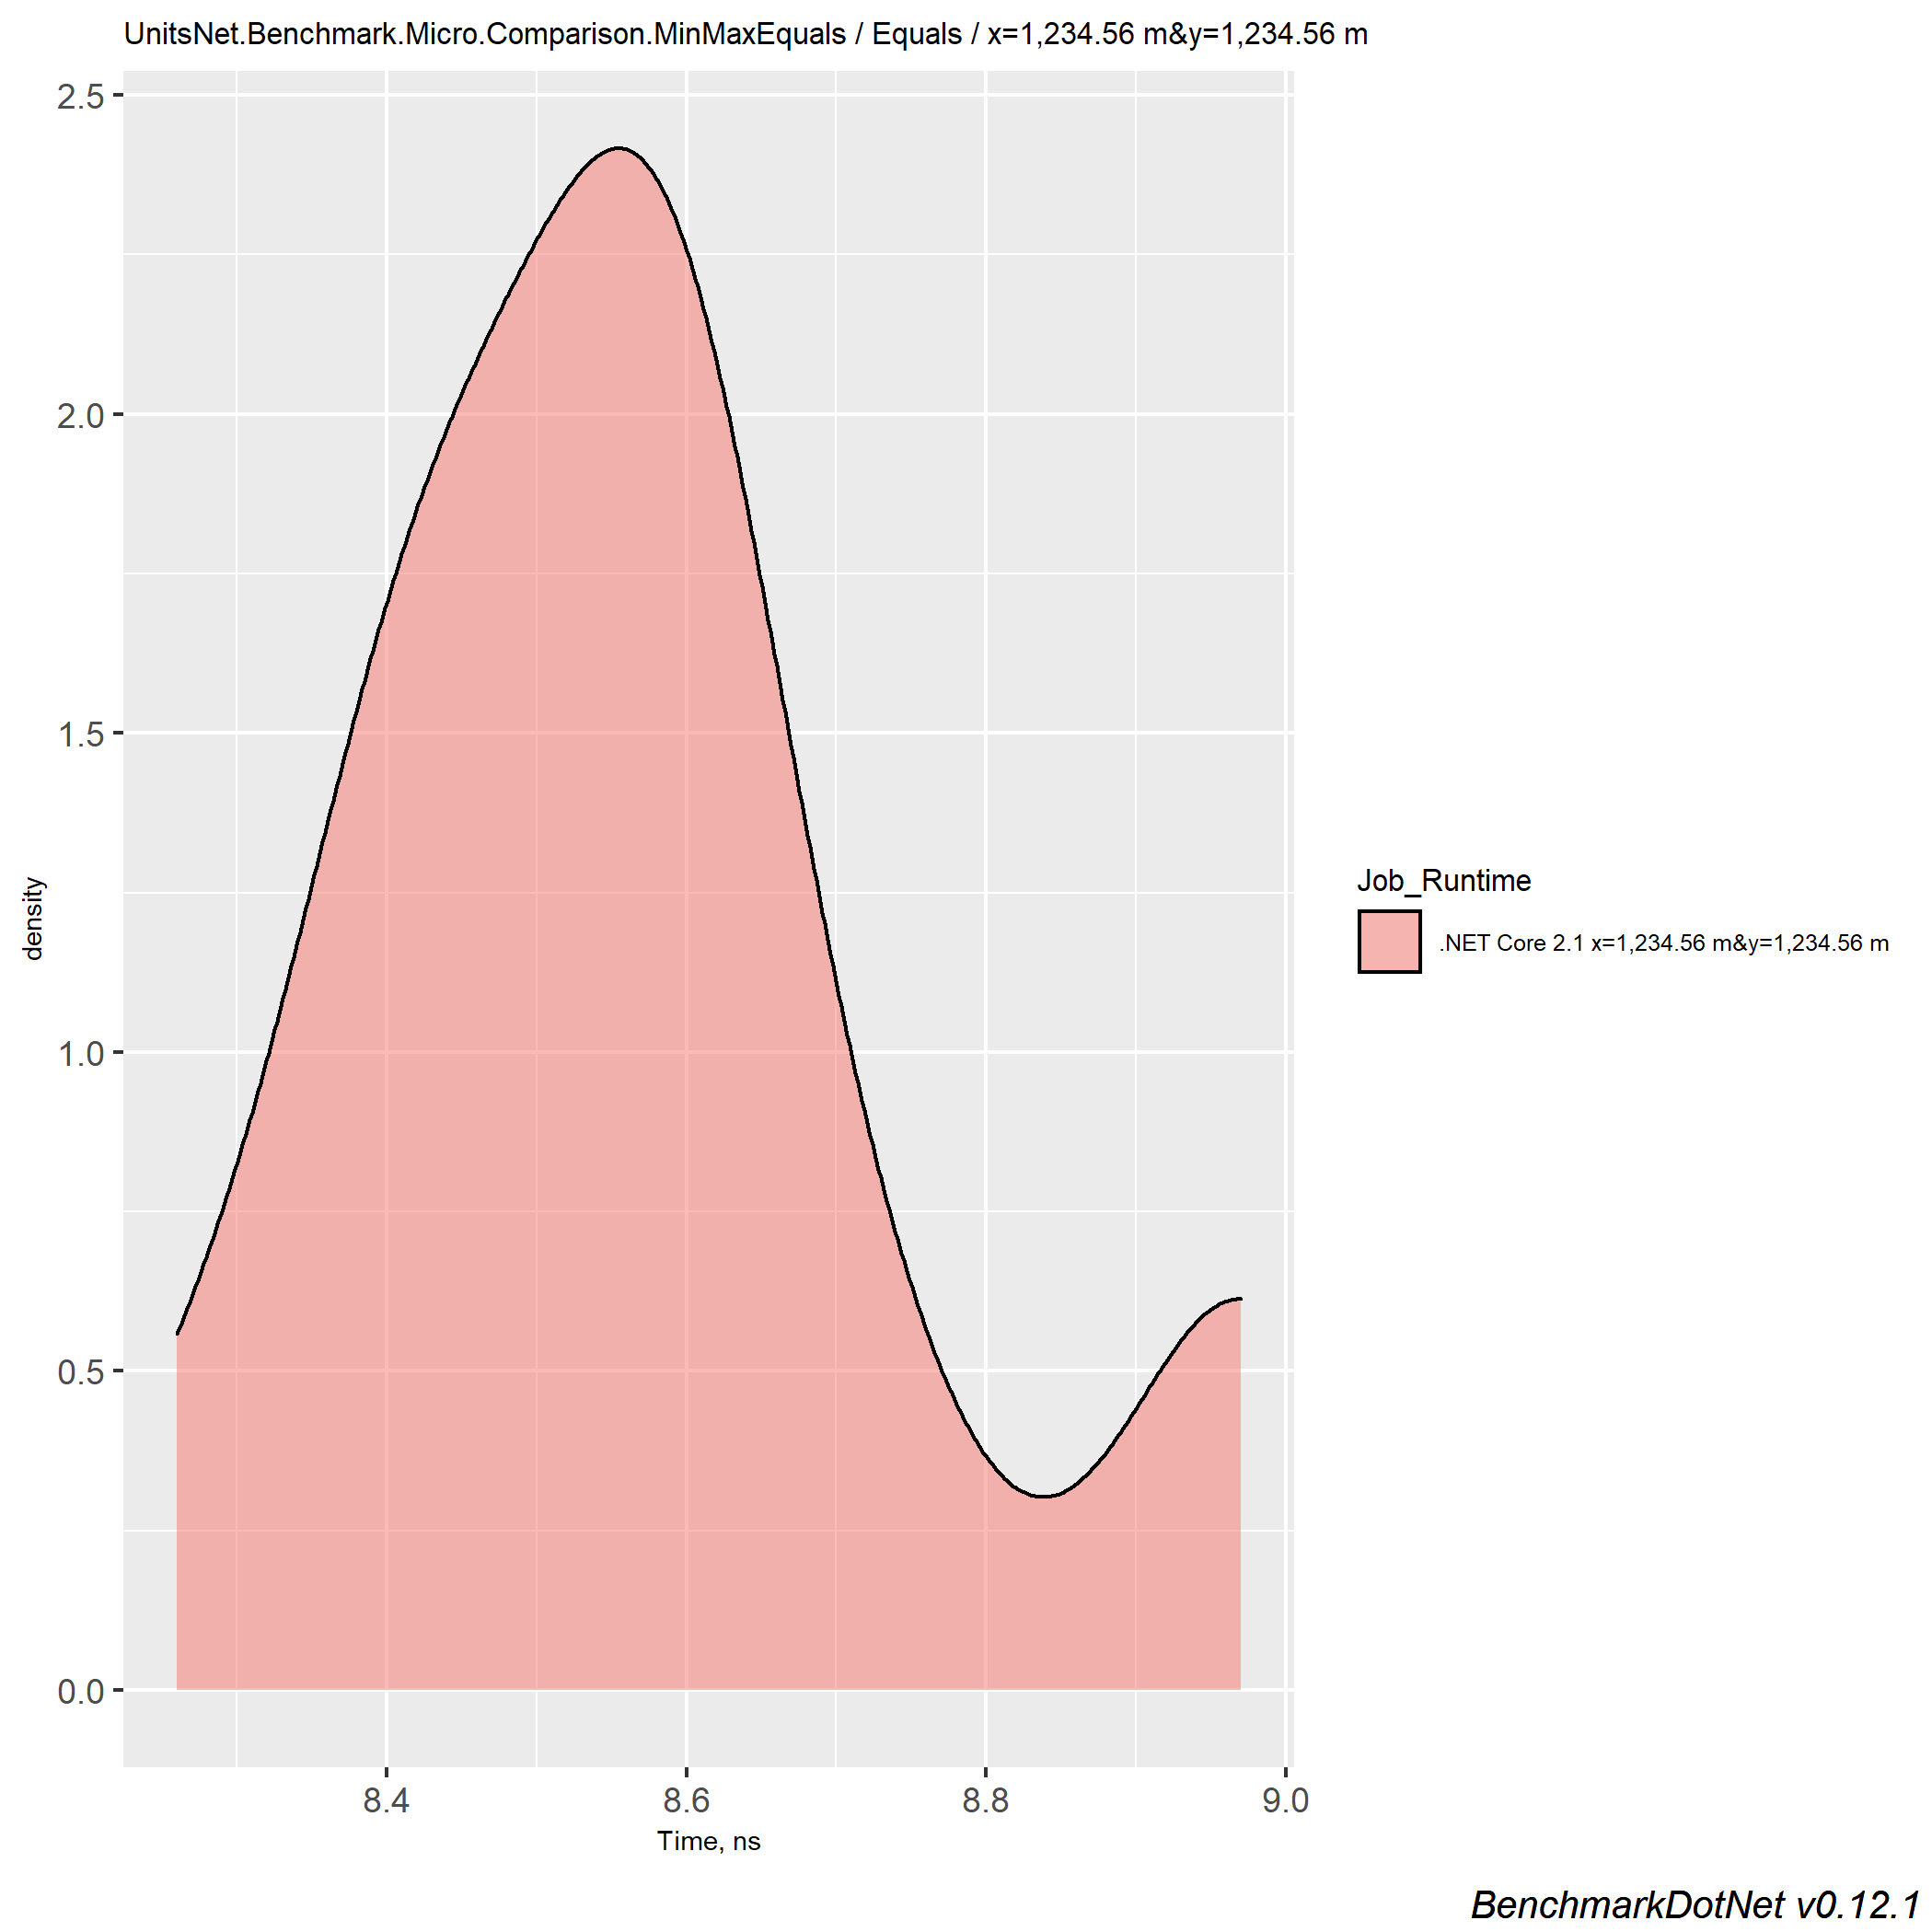 UnitsNet.Benchmark.Micro.Comparison.MinMaxEquals / Equals / x=1,234.56 m&y=1,234.56 m
2.5
2.0
1.5
1.0
0.5
0.0
density
8.4 8.6 8.8 9.0
Time, ns
Job_Runtime
.NET Core 2.1 x=1,234.56 m&y=1,234.56 m
BenchmarkDotNet v0.12.1